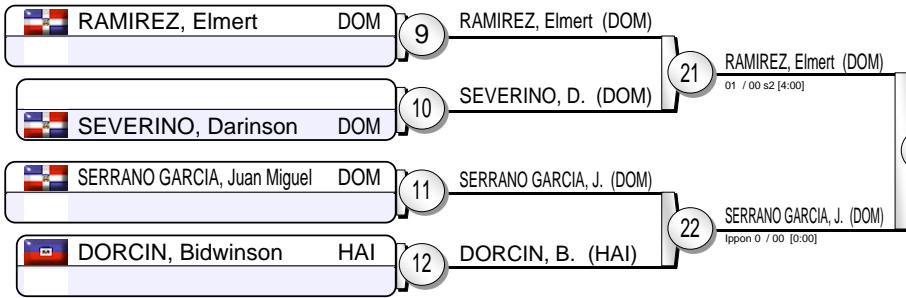 RAMIREZ, Elmert DOM
9
RAMIREZ, Elmert (DOM)
21
RAMIREZ, Elmert (DOM)
01 / 00 s2 [4:00]
10
SEVERINO, D. (DOM)
SEVERINO, Darinson DOM
SERRANO GARCIA, Juan Miguel DOM
11
SERRANO GARCIA, J. (DOM)
22
SERRANO GARCIA, J. (DOM)
Ippon 0 / 00 [0:00]
DORCIN, Bidwinson HAI
12
DORCIN, B. (HAI)